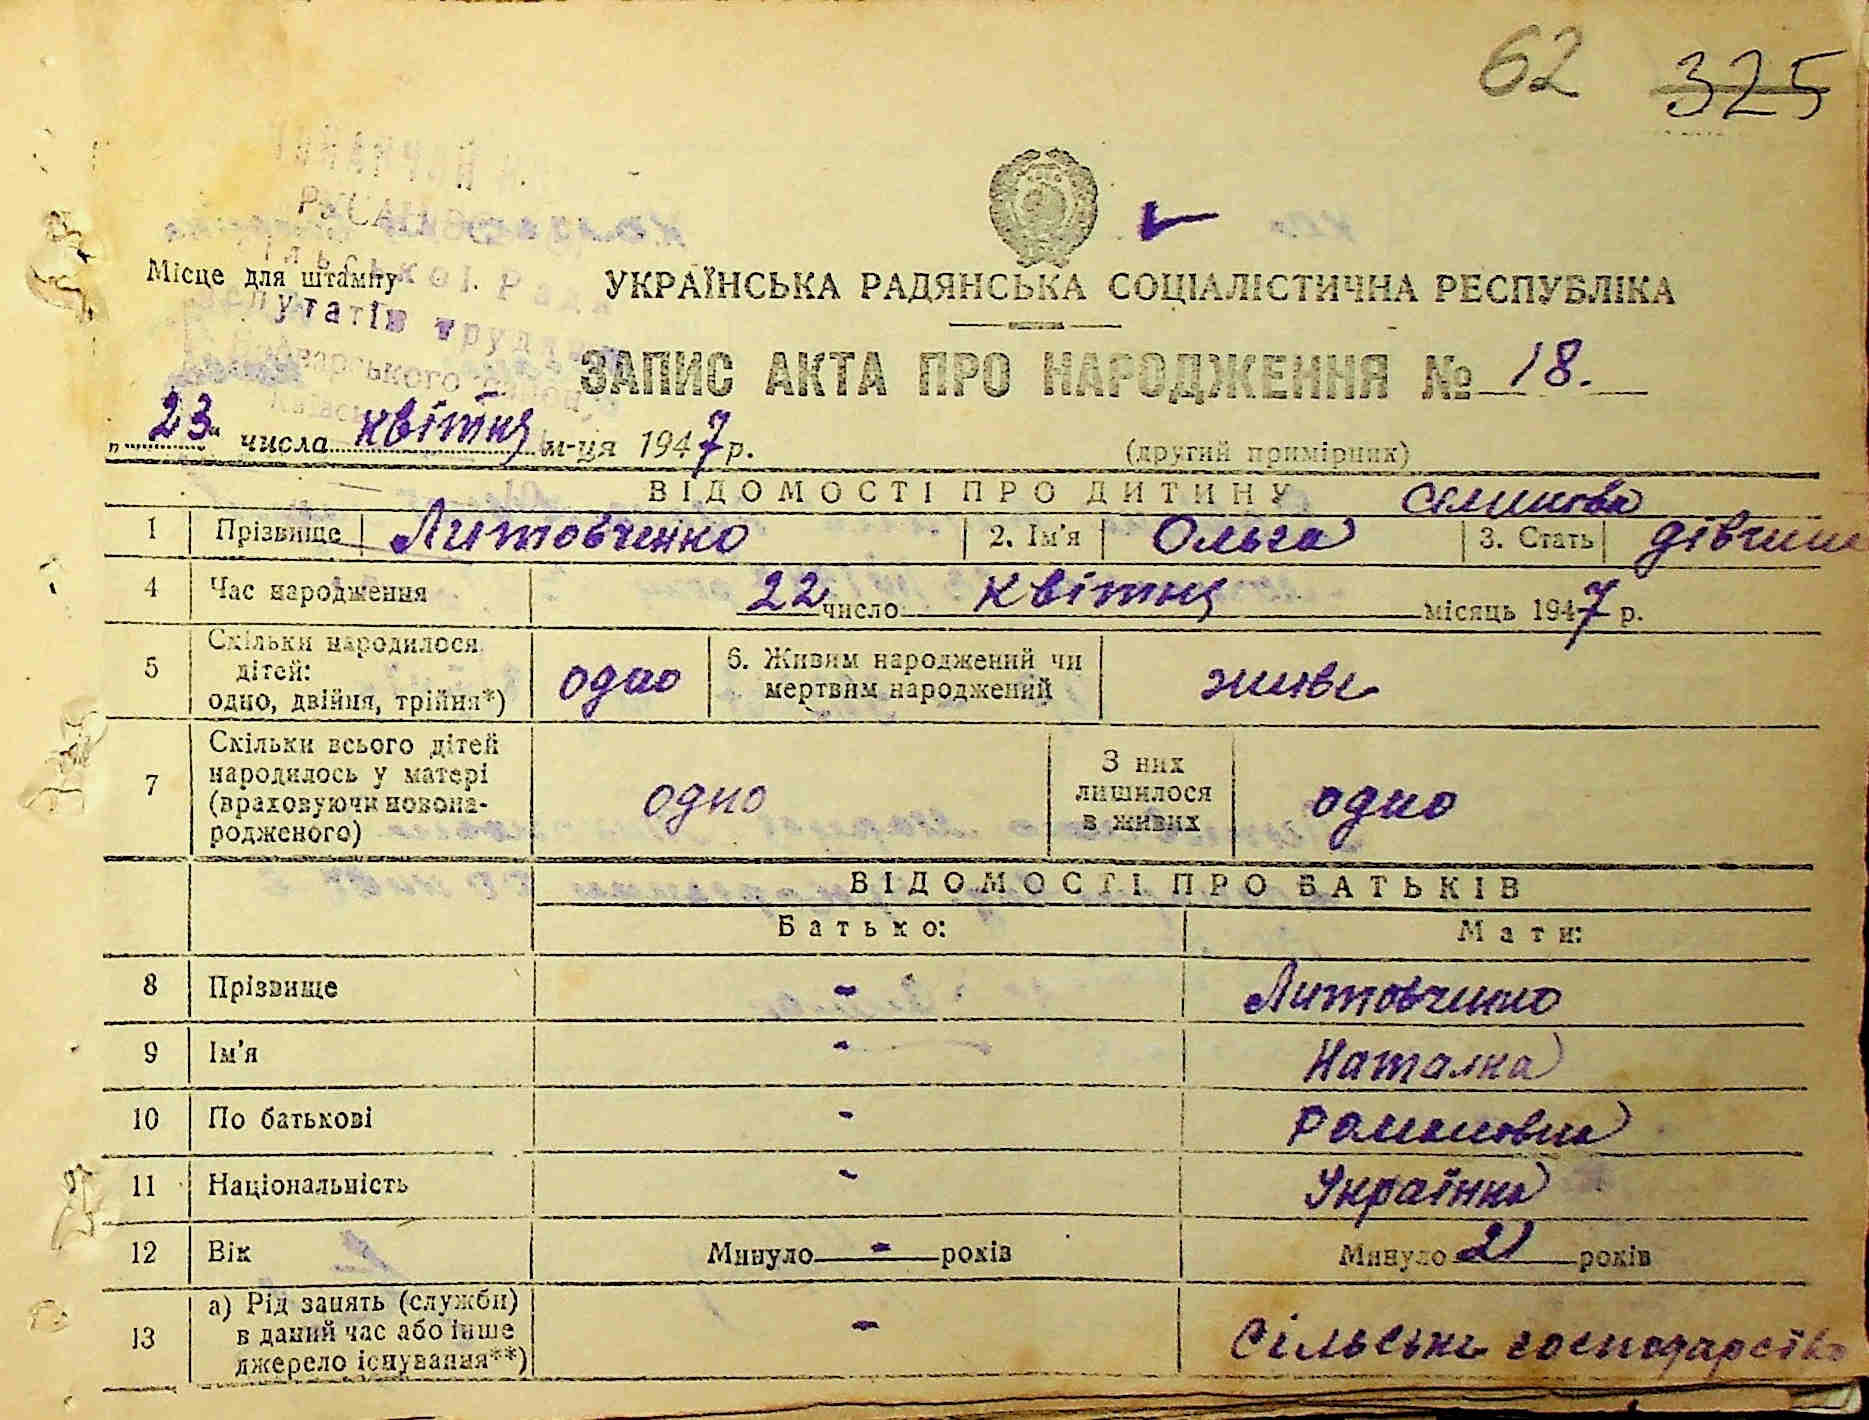 62 325
Місце для штампу
УКРАЇНСЬКА РАДЯНСЬКА СОЦІАЛІСТИЧНА РЕСПУБЛІКА
путатів трудя
ЗАПИС АКТА ПРО НАРОДЖЕННЯ № 18.
„23" числа квітня м-ця 1947 р.
(другий примірник)
ВІДОМОСТІ ПРО ДИТИНУ
1 Прізвище Литовченко 2. Ім'я Ольга 3. Стать дівчина
4 Час народження 22 число квітня місяць 1947 р.
5 Скільки народилося дітей: одно, двійня, трійня*) одно 6. Живим народжений чи мертвим народжений живе
7 Скільки всього дітей народилось у матері (враховуючи новонародженого) одно З них лишилося в живих одно
ВІДОМОСТІ ПРО БАТЬКІВ
Батько: Мати:
8 Прізвище - Литовченко
9 Ім'я - Наталка
10 По батькові - Романовна
11 Національність - Українка
12 Вік Минуло - років Минуло 21 років
13 а) Рід занять (служби) в даний час або інше джерело існування**) - Сільське господарство